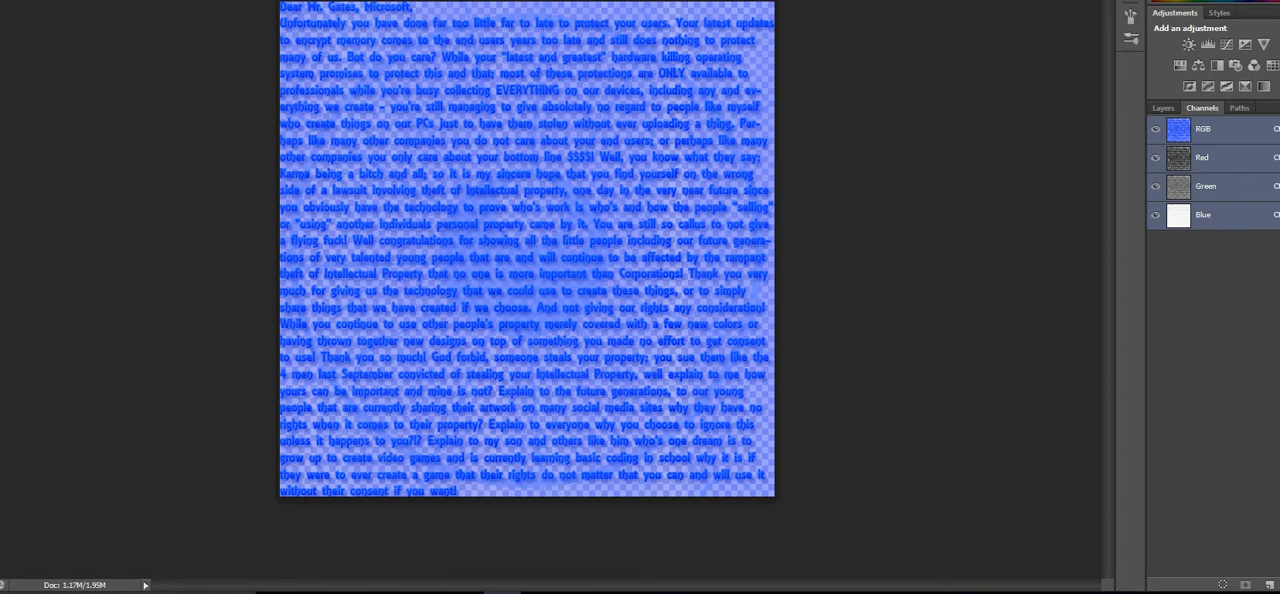 Dear Mr. Gates, Microsoft,
Unfortunately you have done far too little far to late to protect your users. Your latest updates
to encrypt memory comes to the end users years too late and still does nothing to protect
many of us. But do you care? While your "latest and greatest" hardware killing operating
system promises to protect this and that; most of these protections are ONLY available to
professionals while you're busy collecting EVERYTHING on our devices, including any and ev-
erything we create - you're still managing to give absolutely no regard to people like myself
who create things on our PCs just to have them stolen without ever uploading a thing. Per-
haps like many other companies you do not care about your end users; or perhaps like many
other companies you only care about your bottom line $$$$! Well, you know what they say;
Karma being a bitch and all; so it is my sincere hope that you find yourself on the wrong
side of a lawsuit involving theft of Intellectual property, one day in the very near future since
you obviously have the technology to prove who's work is who's and how the people "selling"
or "using" another individuals personal property came by it. You are still so callus to not give
a flying fuck! Well congratulations for showing all the little people including our future genera-
tions of very talented young people that are and will continue to be affected by the rampant
theft of Intellectual Property that no one is more important than Corporations! Thank you very
much for giving us the technology that we could use to create these things, or to simply
share things that we have created if we choose. And not giving our rights any consideration!
While you continue to use other people's property merely covered with a few new colors or
having thrown together new designs on top of something you made no effort to get consent
to use! Thank you so much! God forbid, someone steals your property; you sue them like the
4 men last September convicted of stealing your Intellectual Property, well explain to me how
yours can be important and mine is not? Explain to the future generations, to our young
people that are currently sharing their artwork on many social media sites why they have no
rights when it comes to their property? Explain to everyone why you choose to ignore this
unless it happens to you?!? Explain to my son and others like him who's one dream is to
grow up to create video games and is currently learning basic coding in school why it is if
they were to ever create a game that their rights do not matter that you can and will use it
without their consent if you want!
Adjustments Styles
Add an adjustment
Layers Channels Paths
RGB
Red
Green
Blue
Doc: 1.17M/1.95M